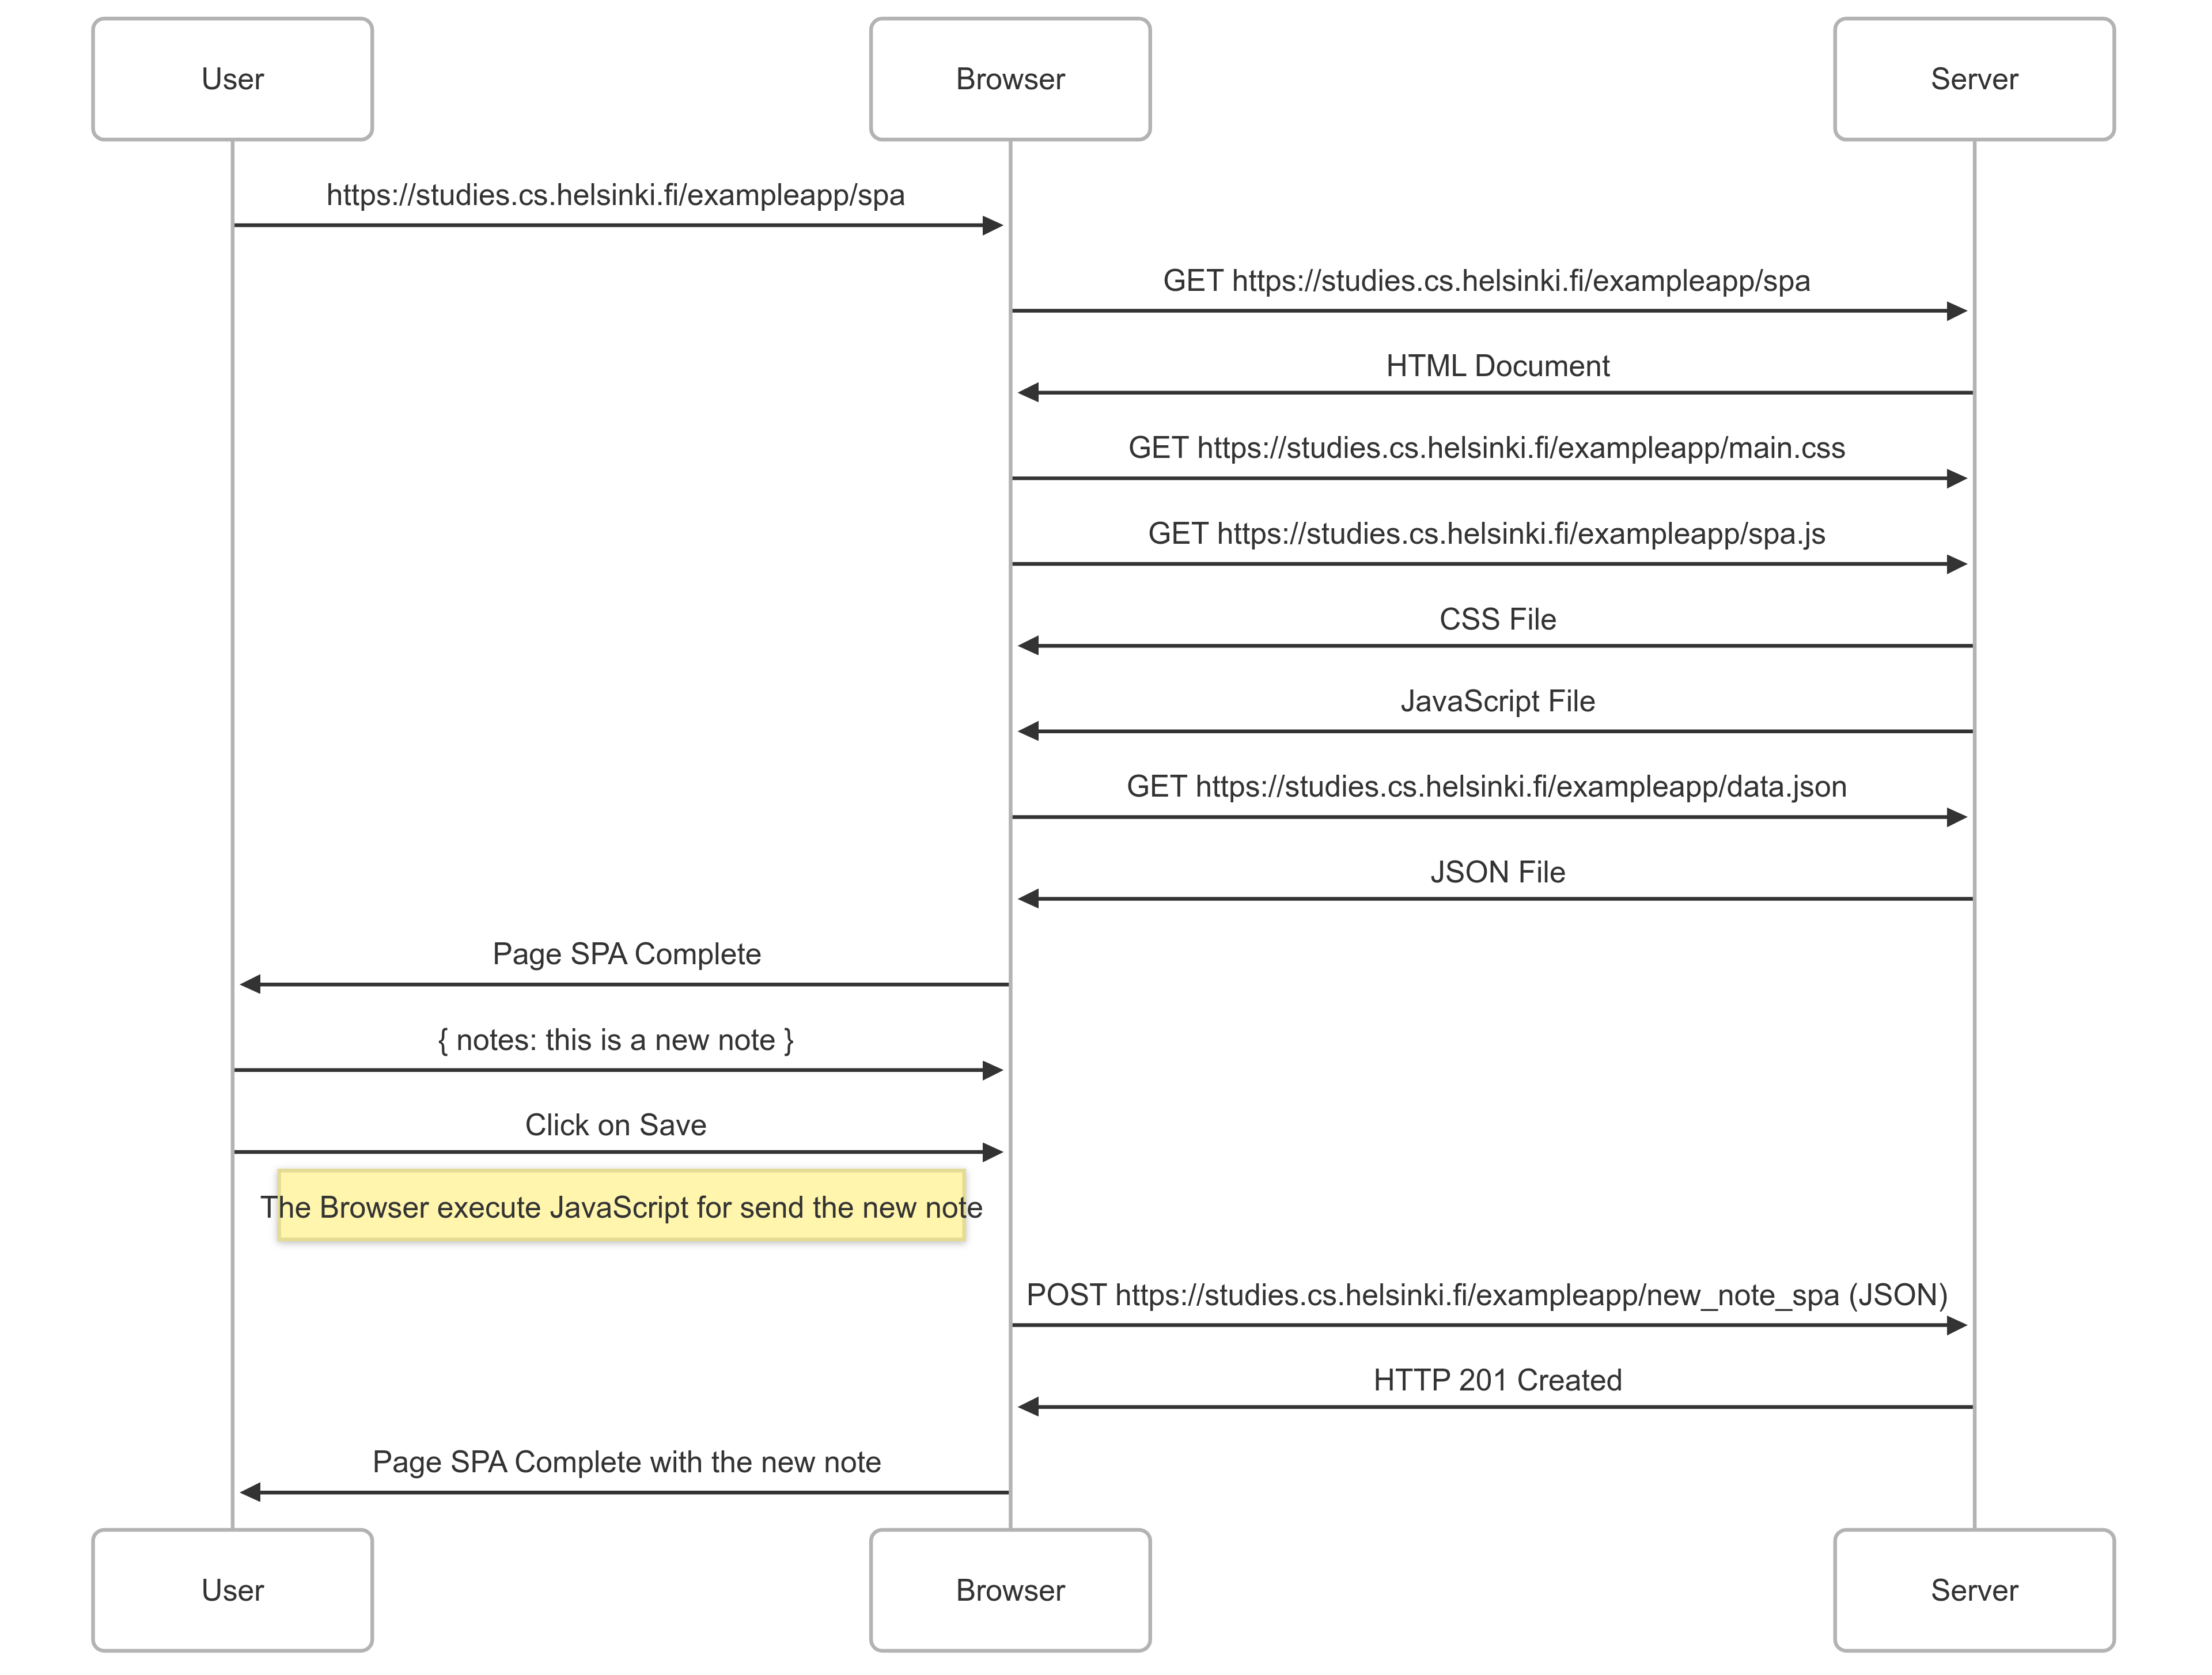 User
Browser
Server
https://studies.cs.helsinki.fi/exampleapp/spa
GET https://studies.cs.helsinki.fi/exampleapp/spa
HTML Document
GET https://studies.cs.helsinki.fi/exampleapp/main.css
GET https://studies.cs.helsinki.fi/exampleapp/spa.js
CSS File
JavaScript File
GET https://studies.cs.helsinki.fi/exampleapp/data.json
JSON File
Page SPA Complete
{ notes: this is a new note }
Click on Save
The Browser execute JavaScript for send the new note
POST https://studies.cs.helsinki.fi/exampleapp/new_note_spa (JSON)
HTTP 201 Created
Page SPA Complete with the new note
User
Browser
Server